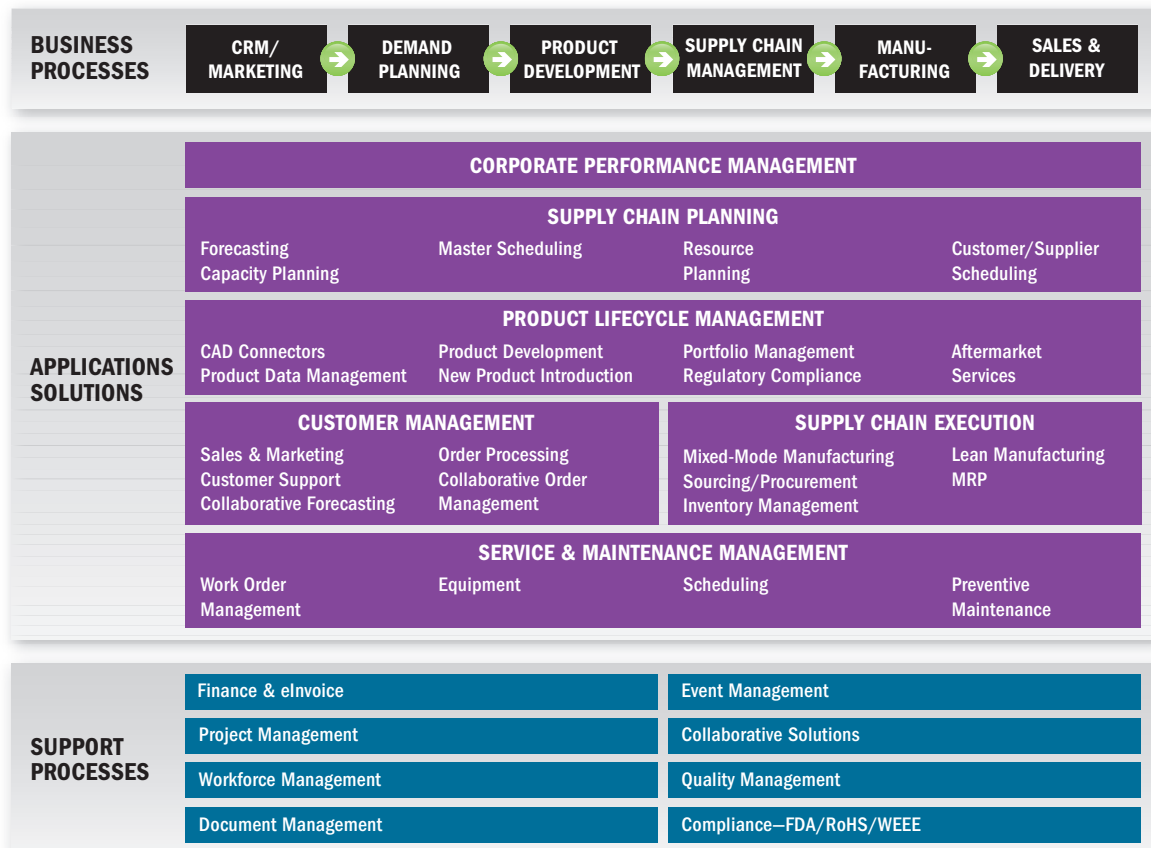 BUSINESS
PROCESSES
CRM/
MARKETING
DEMAND
PLANNING
PRODUCT
DEVELOPMENT
SUPPLY CHAIN
MANAGEMENT
MANU-
FACTURING
SALES &
DELIVERY
APPLICATIONS
SOLUTIONS
CORPORATE PERFORMANCE MANAGEMENT
SUPPLY CHAIN PLANNING
Forecasting
Capacity Planning
Master Scheduling
Resource
Planning
Customer/Supplier
Scheduling
PRODUCT LIFECYCLE MANAGEMENT
CAD Connectors
Product Data Management
Product Development
New Product Introduction
Portfolio Management
Regulatory Compliance
Aftermarket
Services
CUSTOMER MANAGEMENT
Sales & Marketing
Customer Support
Collaborative Forecasting
Order Processing
Collaborative Order
Management
SUPPLY CHAIN EXECUTION
Mixed-Mode Manufacturing
Sourcing/Procurement
Inventory Management
Lean Manufacturing
MRP
SERVICE & MAINTENANCE MANAGEMENT
Work Order
Management
Equipment
Scheduling
Preventive
Maintenance
SUPPORT
PROCESSES
Finance & eInvoice
Event Management
Project Management
Collaborative Solutions
Workforce Management
Quality Management
Document Management
Compliance—FDA/RoHS/WEEE